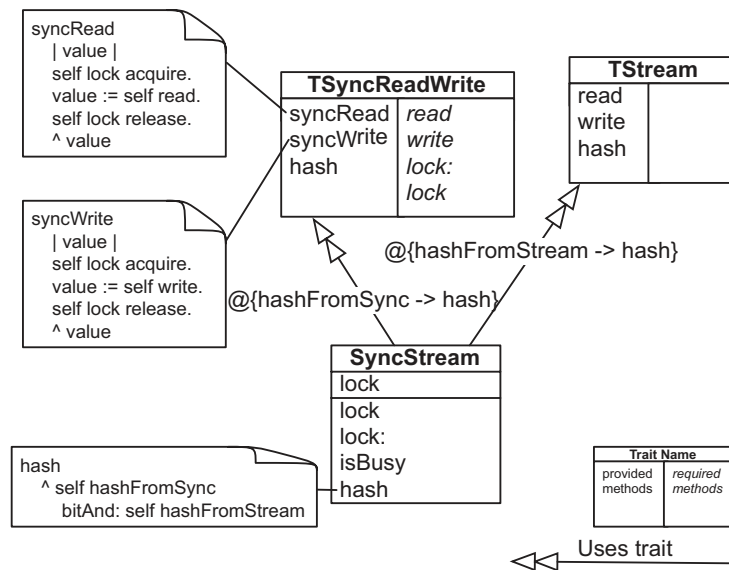 syncRead
| value |
self lock acquire.
value := self read.
self lock release.
^ value
TSyncReadWrite
syncRead read
syncWrite write
hash lock:
lock
TStream
read
write
hash
syncWrite
| value |
self lock acquire.
value := self write.
self lock release.
^ value
@{hashFromStream -> hash}
@{hashFromSync -> hash}
SyncStream
lock
lock
lock:
isBusy
hash
hash
^ self hashFromSync
bitAnd: self hashFromStream
Trait Name
provided required
methods methods
Uses trait